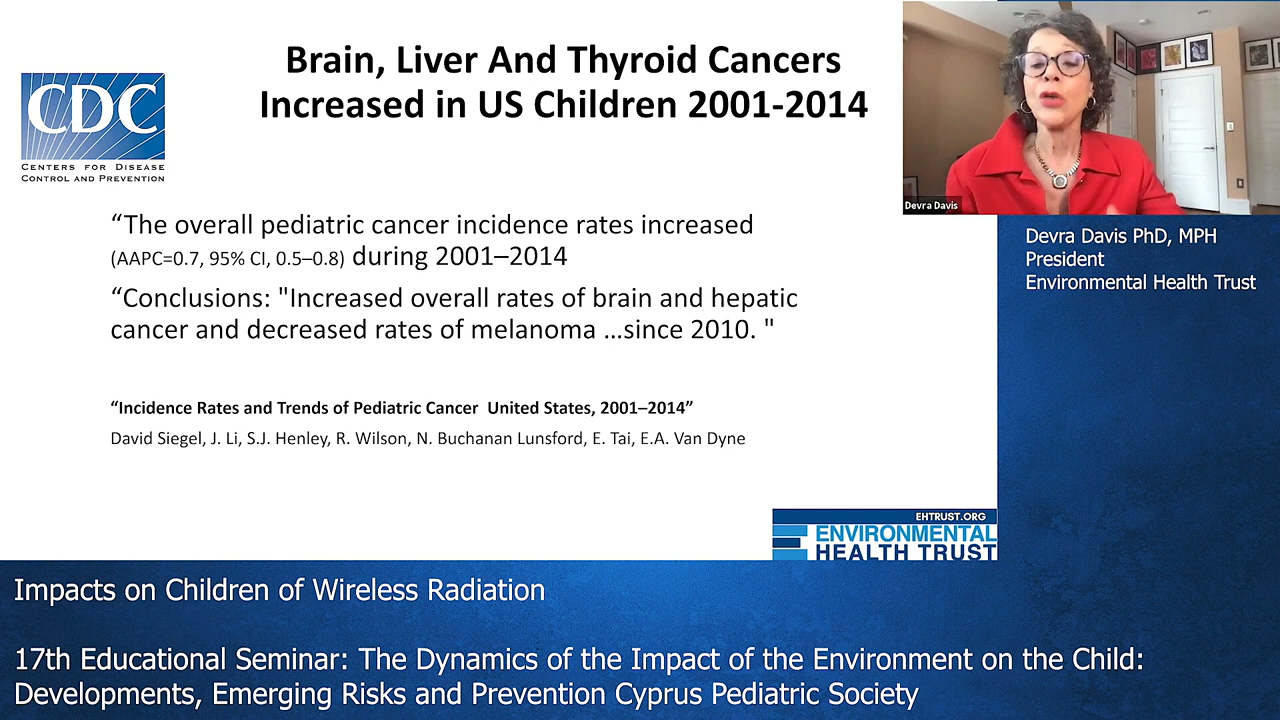 Brain, Liver And Thyroid Cancers
Increased in US Children 2001-2014
CDC
CENTERS FOR DISEASE
CONTROL AND PREVENTION
“The overall pediatric cancer incidence rates increased
(AAPC=0.7, 95% CI, 0.5–0.8) during 2001–2014
“Conclusions: "Increased overall rates of brain and hepatic
cancer and decreased rates of melanoma ...since 2010. "
“Incidence Rates and Trends of Pediatric Cancer United States, 2001–2014”
David Siegel, J. Li, S.J. Henley, R. Wilson, N. Buchanan Lunsford, E. Tai, E.A. Van Dyne
EHTRUST.ORG
ENVIRONMENTAL
HEALTH TRUST
Devra Davis
Devra Davis PhD, MPH
President
Environmental Health Trust
Impacts on Children of Wireless Radiation
17th Educational Seminar: The Dynamics of the Impact of the Environment on the Child:
Developments, Emerging Risks and Prevention Cyprus Pediatric Society